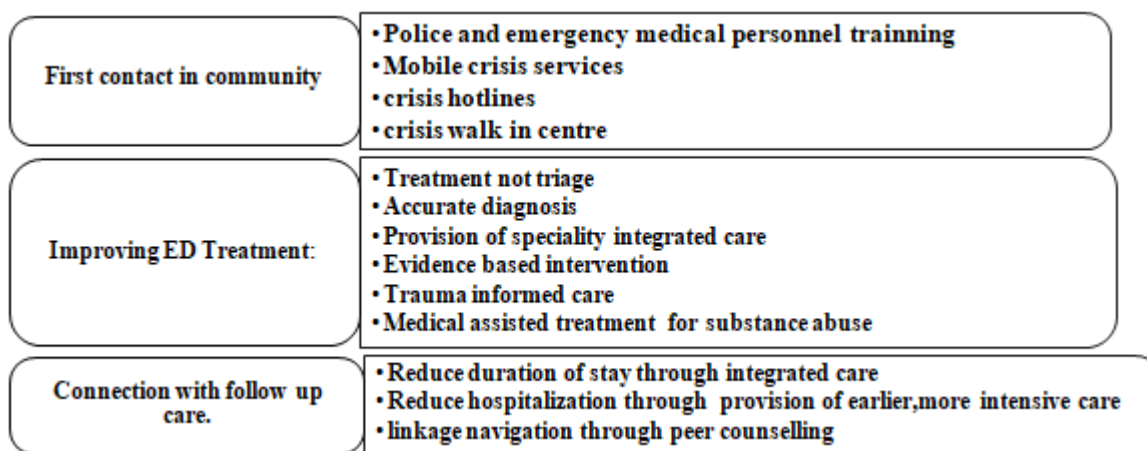 First contact in community
• Police and emergency medical personnel trainning
• Mobile crisis services
• crisis hotlines
• crisis walk in centre
Improving ED Treatment:
• Treatment not triage
• Accurate diagnosis
• Provision of speciality integrated care
• Evidence based intervention
• Trauma informed care
• Medical assisted treatment for substance abuse
Connection with follow up
care.
• Reduce duration of stay through integrated care
• Reduce hospitalization through provision of earlier,more intensive care
• linkage navigation through peer counselling